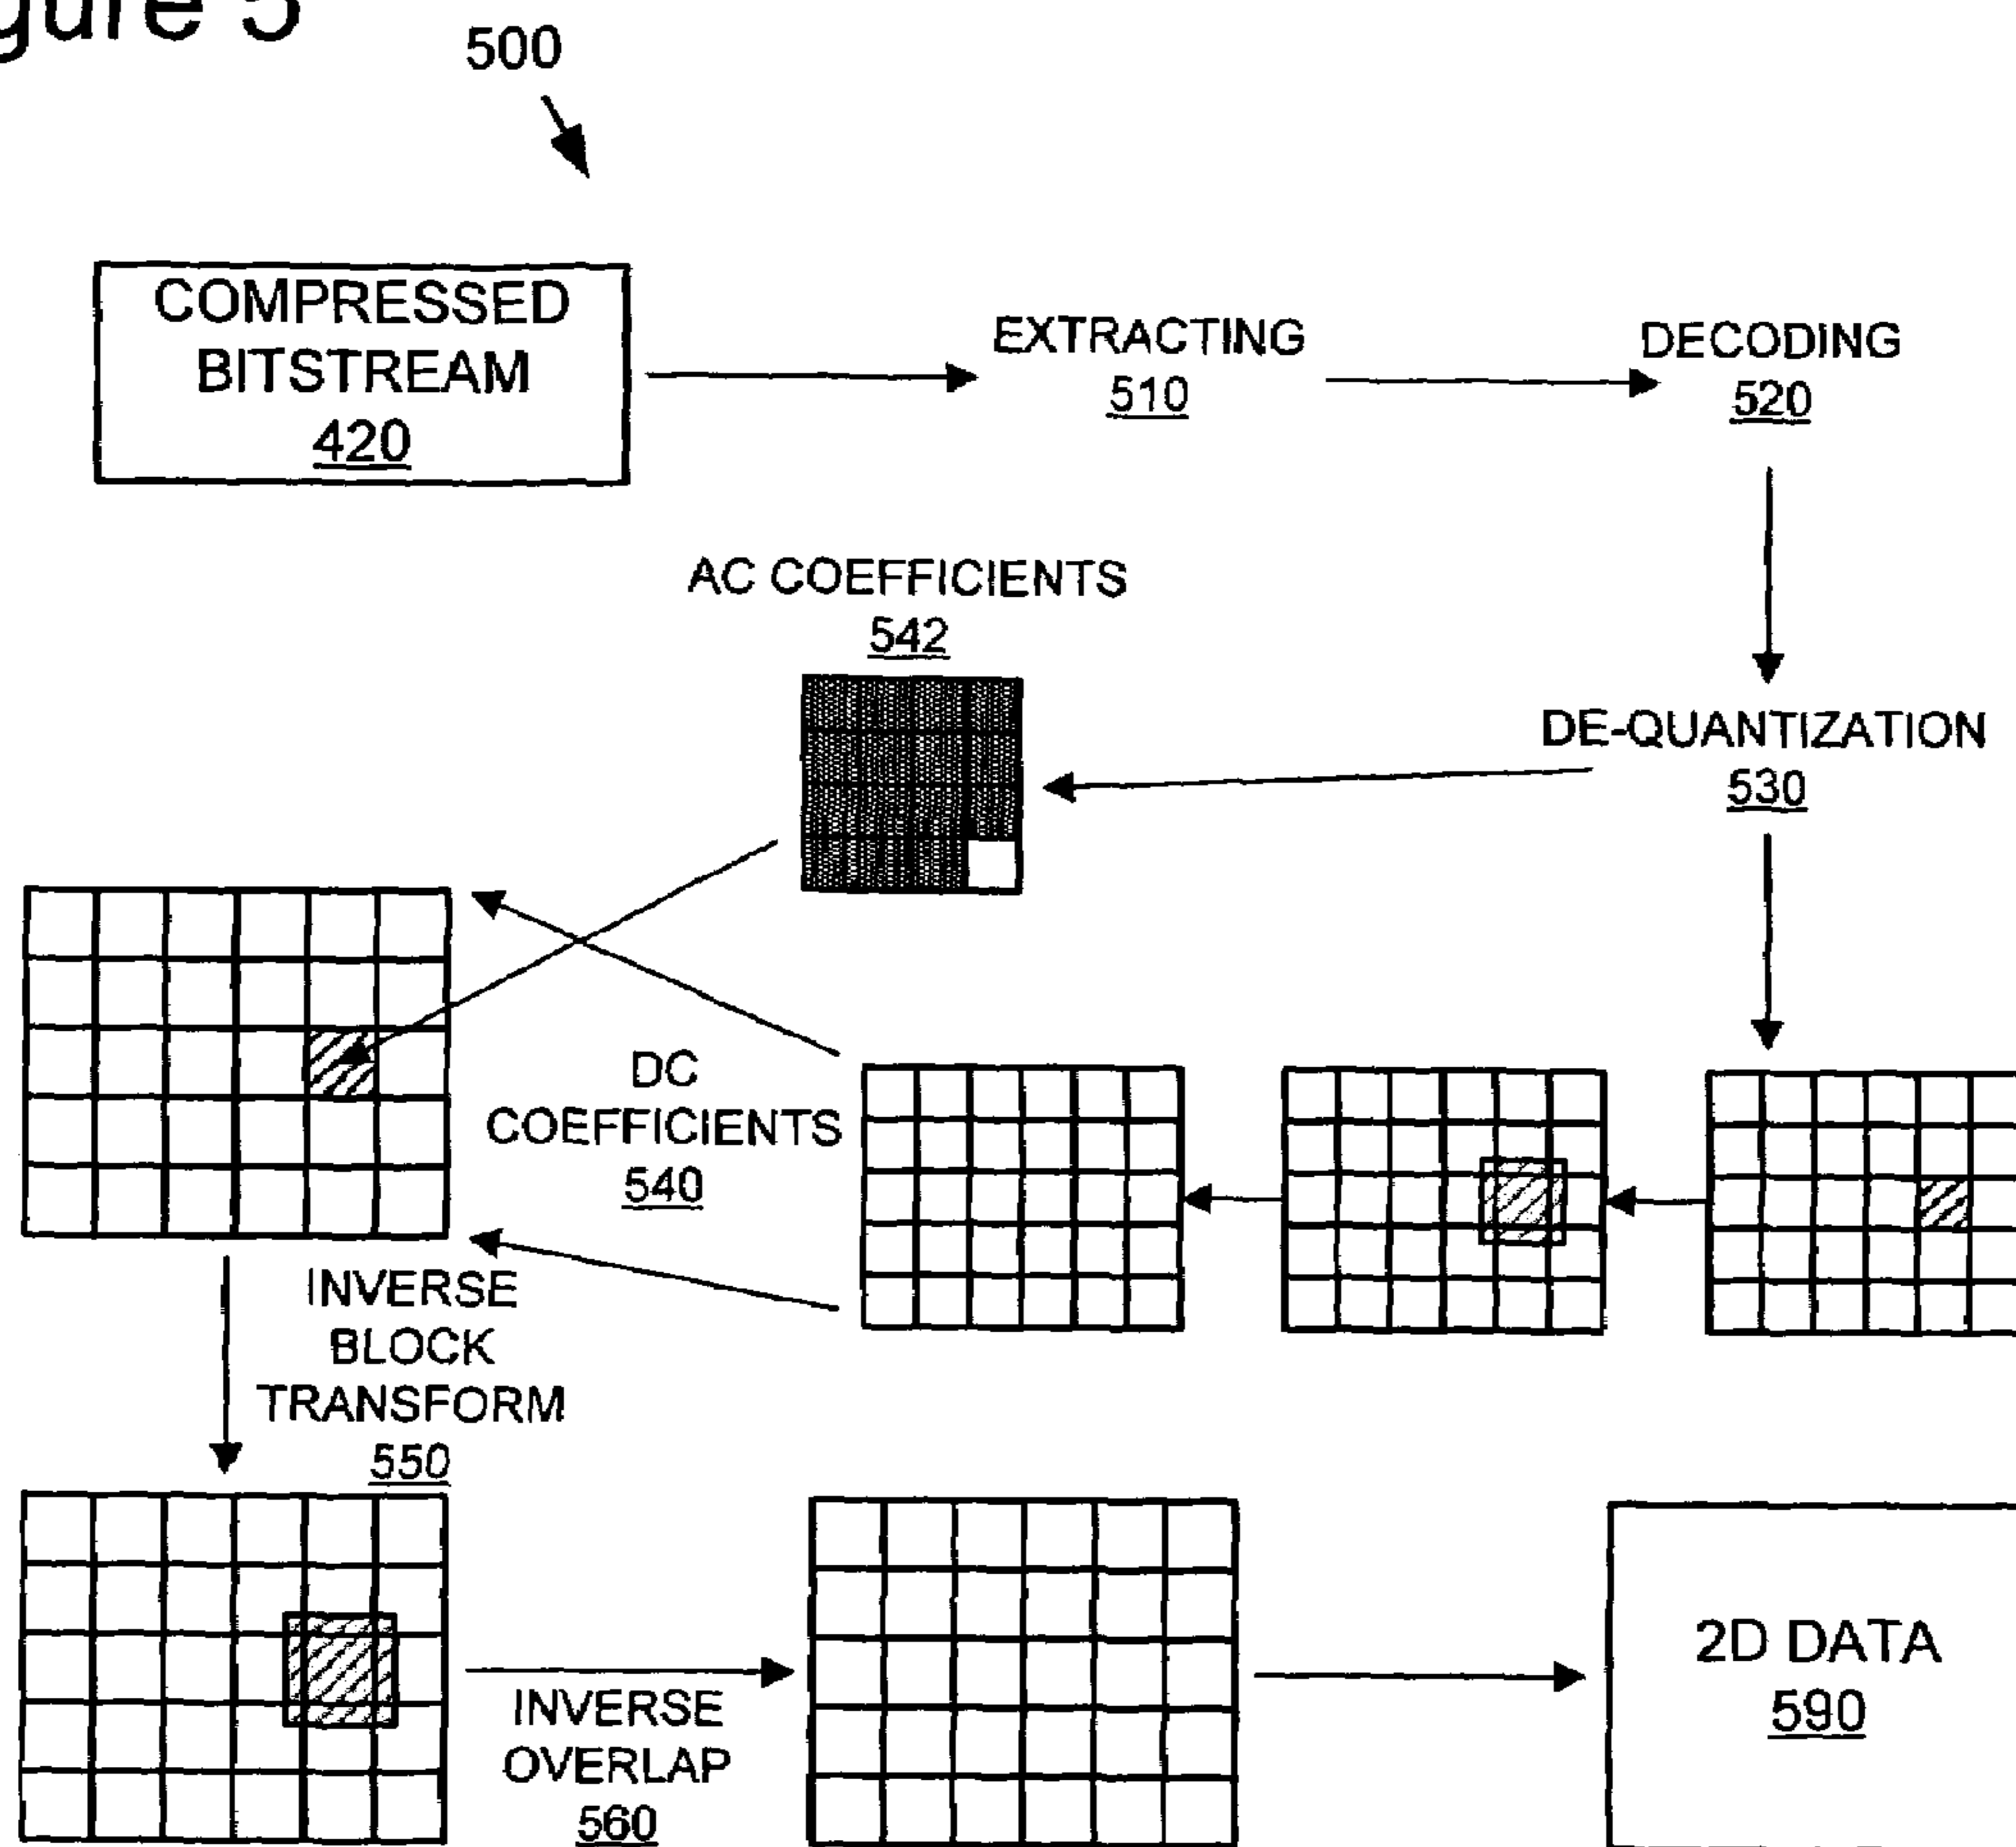 gure 5
500
COMPRESSED
BITSTREAM
420
EXTRACTING
510
DECODING
520
AC COEFFICIENTS
542
DE-QUANTIZATION
530
DC
COEFFICIENTS
540
INVERSE
BLOCK
TRANSFORM
550
INVERSE
OVERLAP
560
2D DATA
590